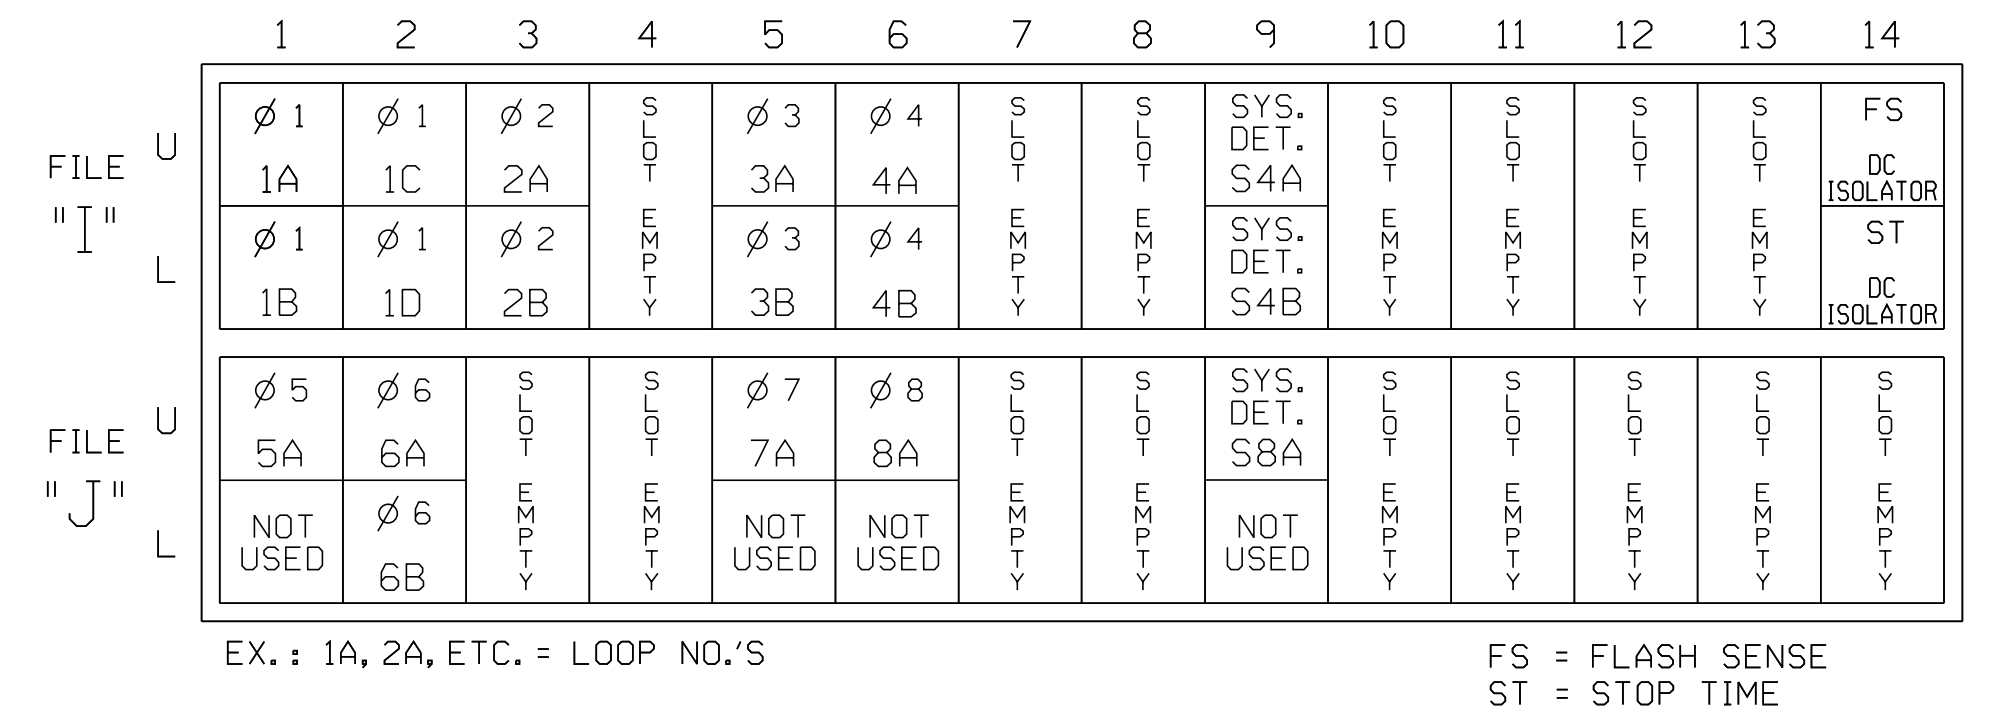 1 2 3 4 5 6 7 8 9 10 11 12 13 14
FILE "I"
U
Ø 1 1A
Ø 1 1C
Ø 2 2A
SLOT EMPTY
Ø 3 3A
Ø 4 4A
SLOT EMPTY
SLOT EMPTY
SYS. DET. S4A
SLOT EMPTY
SLOT EMPTY
SLOT EMPTY
SLOT EMPTY
FS DC ISOLATOR
L
Ø 1 1B
Ø 1 1D
Ø 2 2B
Ø 3 3B
Ø 4 4B
SYS. DET. S4B
ST DC ISOLATOR
FILE "J"
U
Ø 5 5A
Ø 6 6A
SLOT EMPTY
SLOT EMPTY
Ø 7 7A
Ø 8 8A
SLOT EMPTY
SLOT EMPTY
SYS. DET. S8A
SLOT EMPTY
SLOT EMPTY
SLOT EMPTY
SLOT EMPTY
SLOT EMPTY
L
NOT USED
Ø 6 6B
NOT USED
NOT USED
NOT USED
EX.: 1A, 2A, ETC. = LOOP NO.'S
FS = FLASH SENSE
ST = STOP TIME